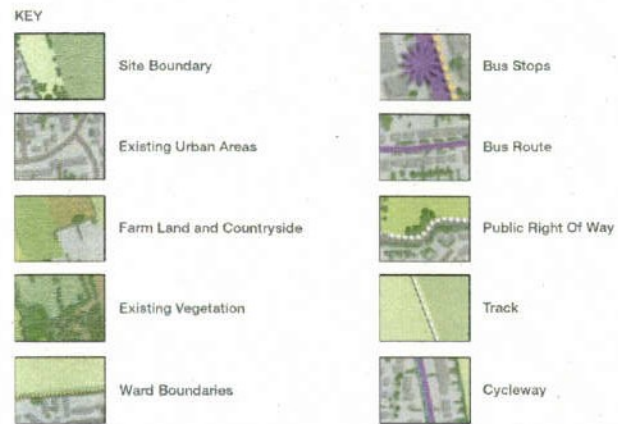 KEY
Site Boundary
Existing Urban Areas
Farm Land and Countryside
Existing Vegetation
Ward Boundaries
Bus Stops
Bus Route
Public Right Of Way
Track
Cycleway